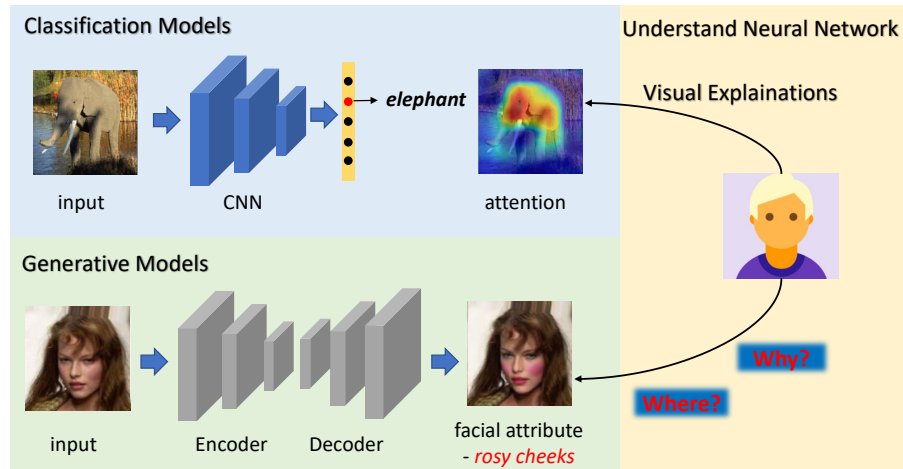 Classification Models
Understand Neural Network
Visual Explainations
elephant
input
CNN
attention
Generative Models
Why?
Where?
input
Encoder
Decoder
facial attribute
- rosy cheeks